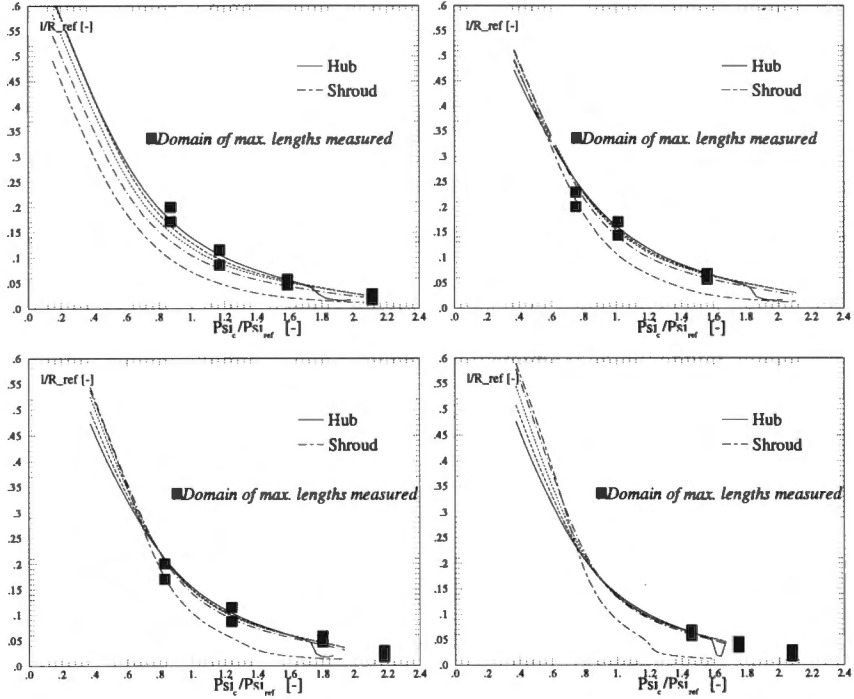 .6
l/R_ref [-]
.55
.5
.45
.4
.35
.3
.25
.2
.15
.1
.05
.0
Hub
Shroud
Domain of max. lengths measured
.0 .2 .4 .6 .8 1. 1.2 1.4 1.6 1.8 2. 2.2 2.4
Psi_c/Psi_ref [-]
.6
l/R_ref [-]
.55
.5
.45
.4
.35
.3
.25
.2
.15
.1
.05
.0
Hub
Shroud
Domain of max. lengths measured
.0 .2 .4 .6 .8 1. 1.2 1.4 1.6 1.8 2. 2.2 2.4
Psi_c/Psi_ref [-]
.6
l/R_ref [-]
.55
.5
.45
.4
.35
.3
.25
.2
.15
.1
.05
.0
Hub
Shroud
Domain of max. lengths measured
.0 .2 .4 .6 .8 1. 1.2 1.4 1.6 1.8 2. 2.2 2.4
Psi_c/Psi_ref [-]
.6
l/R_ref [-]
.55
.5
.45
.4
.35
.3
.25
.2
.15
.1
.05
.0
Hub
Shroud
Domain of max. lengths measured
.0 .2 .4 .6 .8 1. 1.2 1.4 1.6 1.8 2. 2.2 2.4
Psi_c/Psi_ref [-]